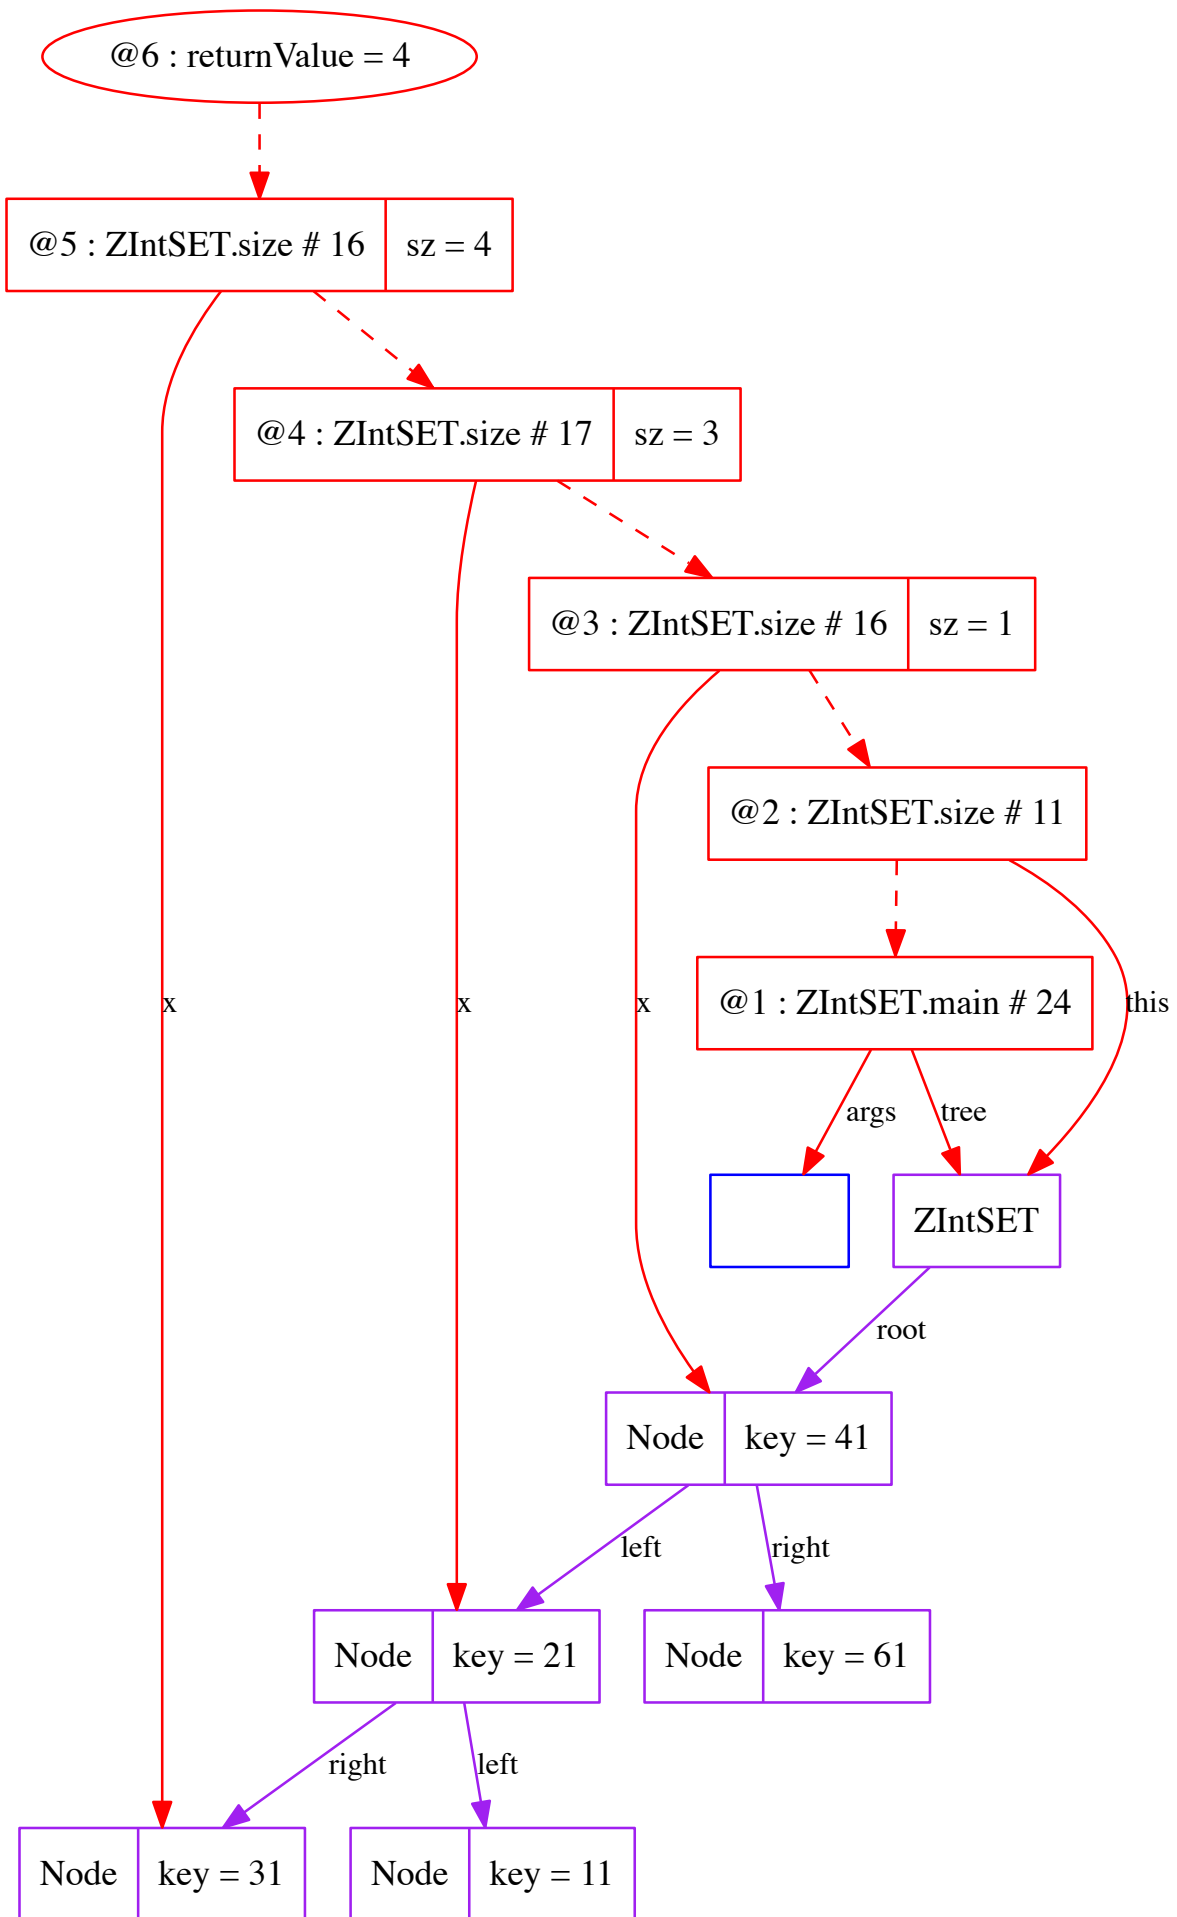 @6 : returnValue = 4
@5 : ZIntSET.size # 16 sz = 4
@4 : ZIntSET.size # 17 sz = 3
@3 : ZIntSET.size # 16 sz = 1
@2 : ZIntSET.size # 11
x x x @1 : ZIntSET.main # 24 this
args tree
ZIntSET
root
Node key = 41
left right
Node key = 21 Node key = 61
right left
Node key = 31 Node key = 11